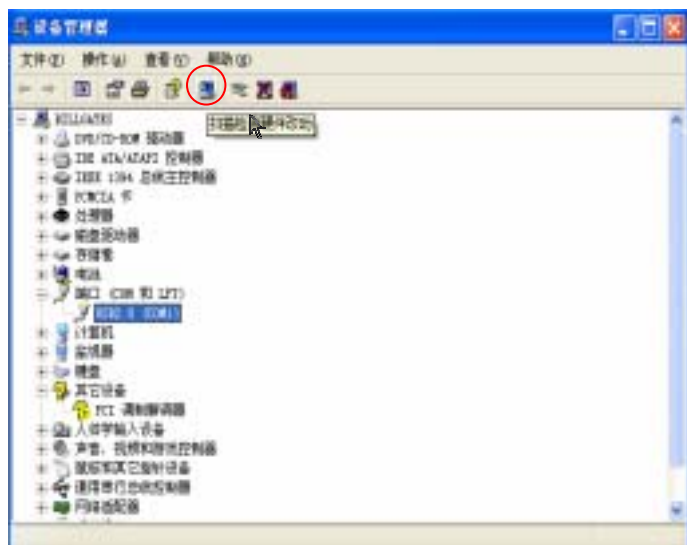 设备管理器
文件(F) 操作(A) 查看(V) 帮助(H)
扫描检测硬件改动
DVD/CD-ROM 驱动器
IDE ATA/ATAPI 控制器
IEEE 1394 总线主控制器
PCMCIA 卡
处理器
磁盘驱动器
存储卷
电池
端口 (COM 和 LPT)
计算机
监视器
键盘
其它设备
PCI 调制解调器
人体学输入设备
声音、视频和游戏控制器
鼠标和其它指针设备
通用串行总线控制器
网络适配器